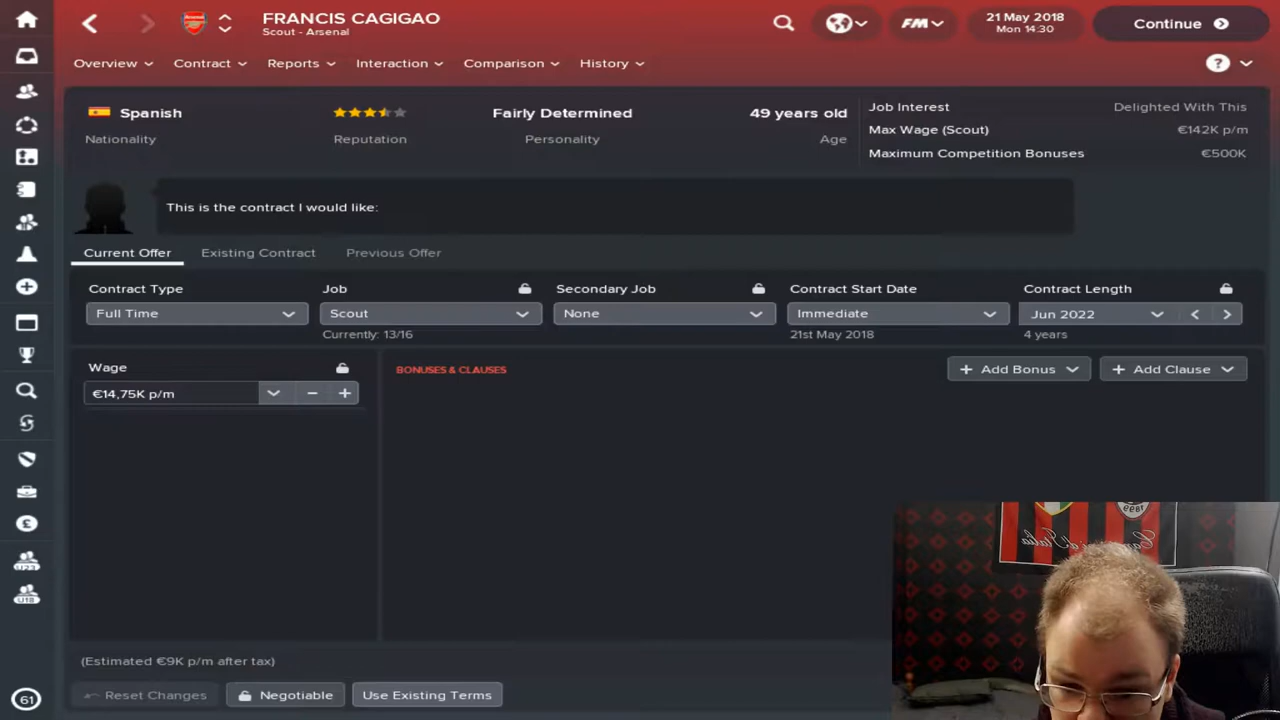 FRANCIS CAGIGAO
Scout - Arsenal
FM
21 May 2018
Mon 14:30
Continue
Overview
Contract
Reports
Interaction
Comparison
History
?
Spanish
Nationality
Reputation
Fairly Determined
Personality
49 years old
Age
Job Interest Delighted With This
Max Wage (Scout) €142K p/m
Maximum Competition Bonuses €500K
This is the contract I would like:
Current Offer
Existing Contract
Previous Offer
Contract Type
Full Time
Job
Scout
Currently: 13/16
Secondary Job
None
Contract Start Date
Immediate
21st May 2018
Contract Length
Jun 2022
4 years
Wage
€14,75K p/m
BONUSES & CLAUSES
+ Add Bonus
+ Add Clause
(Estimated €9K p/m after tax)
Reset Changes
Negotiable
Use Existing Terms
U23
U18
61